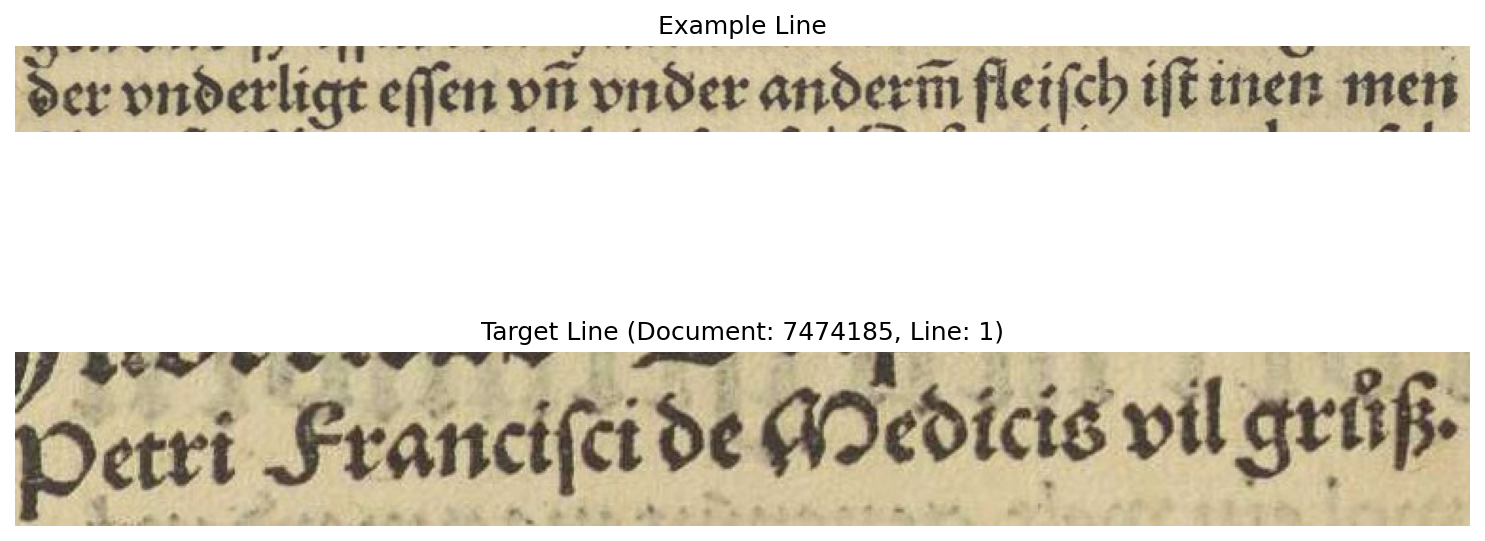 Example Line
der vnderligt eſſen vn̄ vnder anderm̄ fleiſch iſt inen men
Target Line (Document: 7474185, Line: 1)
Petri Franciſci de Medicis vil grůß.